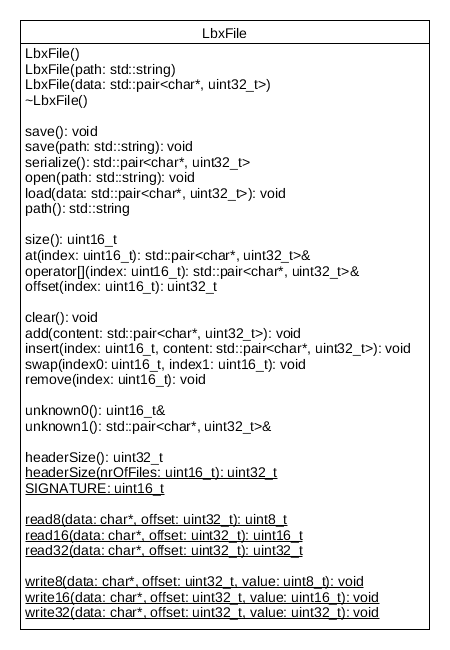 LbxFile
LbxFile()
LbxFile(path: std::string)
LbxFile(data: std::pair<char*, uint32_t>)
~LbxFile()
save(): void
save(path: std::string): void
serialize(): std::pair<char*, uint32_t>
open(path: std::string): void
load(data: std::pair<char*, uint32_t>): void
path(): std::string
size(): uint16_t
at(index: uint16_t): std::pair<char*, uint32_t>&
operator[](index: uint16_t): std::pair<char*, uint32_t>&
offset(index: uint16_t): uint32_t
clear(): void
add(content: std::pair<char*, uint32_t>): void
insert(index: uint16_t, content: std::pair<char*, uint32_t>): void
swap(index0: uint16_t, index1: uint16_t): void
remove(index: uint16_t): void
unknown0(): uint16_t&
unknown1(): std::pair<char*, uint32_t>&
headerSize(): uint32_t
headerSize(nrOfFiles: uint16_t): uint32_t
SIGNATURE: uint16_t
read8(data: char*, offset: uint32_t): uint8_t
read16(data: char*, offset: uint32_t): uint16_t
read32(data: char*, offset: uint32_t): uint32_t
write8(data: char*, offset: uint32_t, value: uint8_t): void
write16(data: char*, offset: uint32_t, value: uint16_t): void
write32(data: char*, offset: uint32_t, value: uint32_t): void